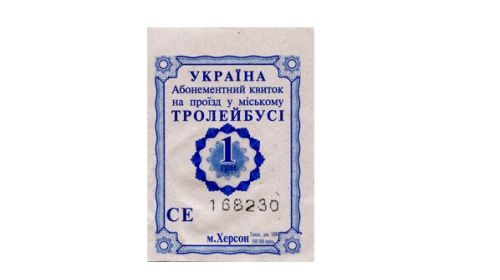 УКРАЇНА
Абонементний квиток
на проїзд у міському
ТРОЛЕЙБУСІ
1
грн.
СЕ 168230
м.Херсон